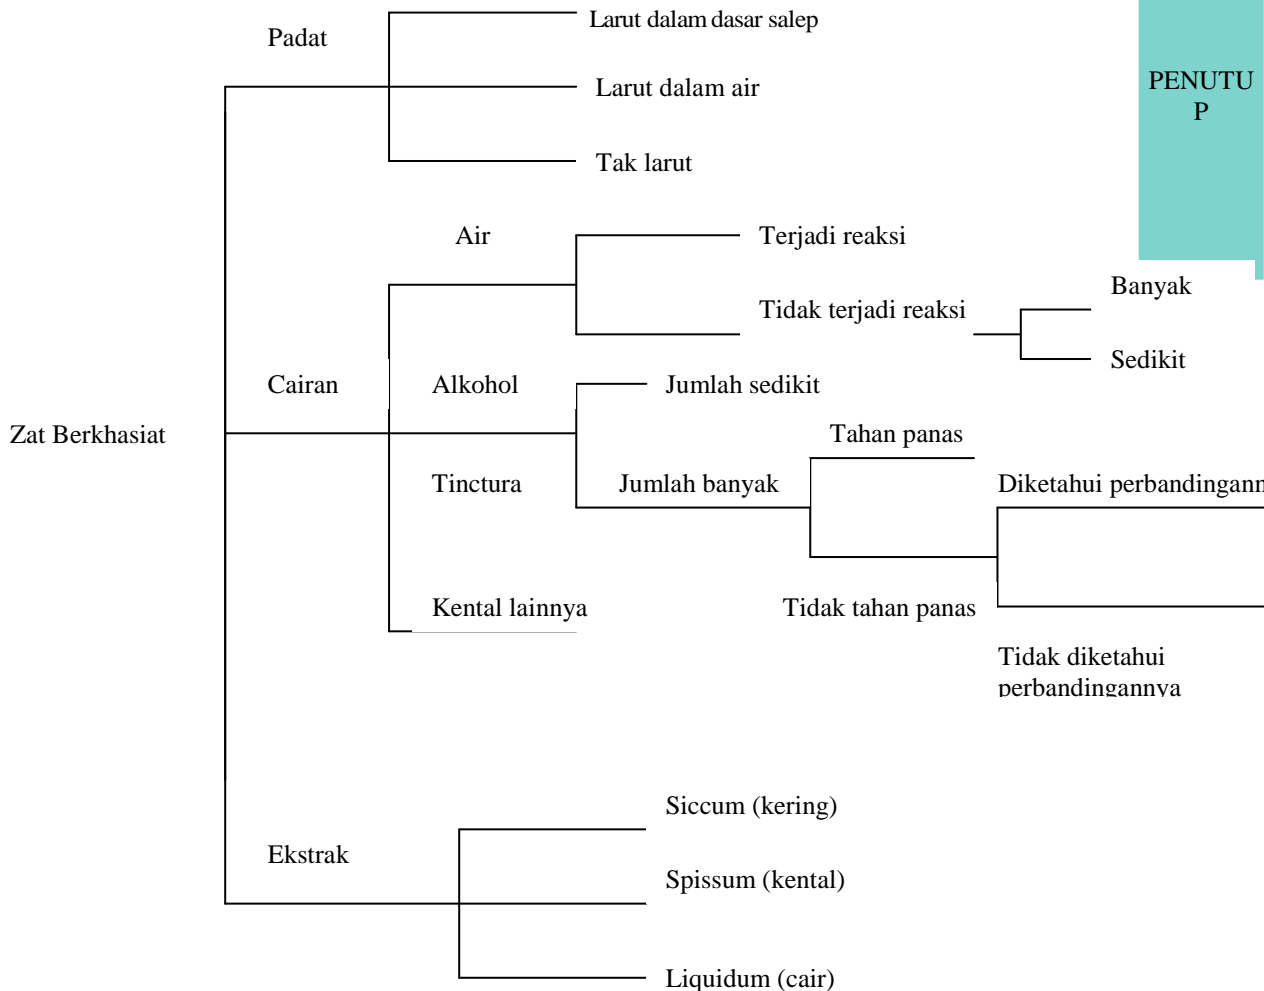 Larut dalam dasar salep
Padat
PENUTU
P
Larut dalam air
Tak larut
Air
Terjadi reaksi
Banyak
Tidak terjadi reaksi
Sedikit
Cairan
Alkohol
Jumlah sedikit
Zat Berkhasiat
Tahan panas
Tinctura
Jumlah banyak
Diketahui perbandingann
Kental lainnya
Tidak tahan panas
Tidak diketahui
perbandingannya
Siccum (kering)
Ekstrak
Spissum (kental)
Liquidum (cair)